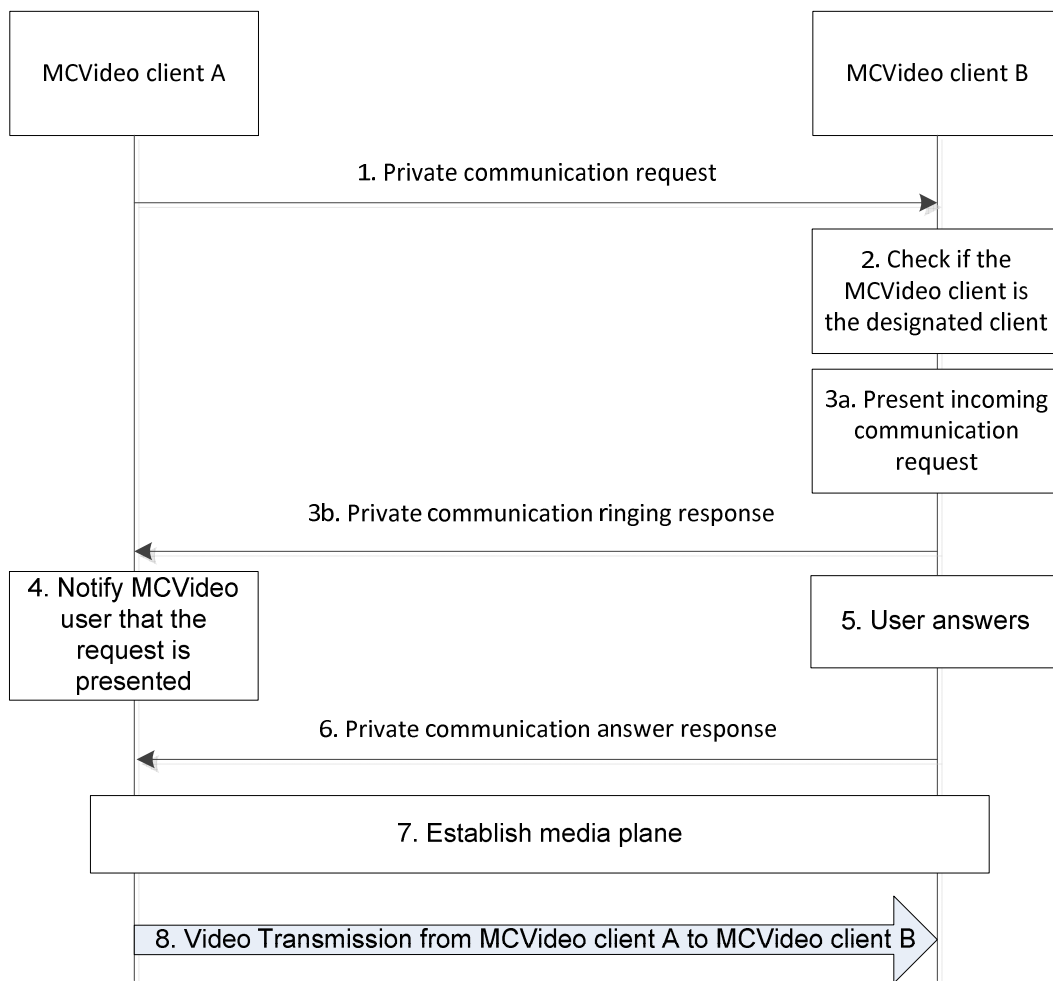 MCVideo client A
MCVideo client B
1. Private communication request
2. Check if the
MCVideo client is
the designated client
3a. Present incoming
communication
request
3b. Private communication ringing response
4. Notify MCVideo
user that the
request is
presented
5. User answers
6. Private communication answer response
7. Establish media plane
8. Video Transmission from MCVideo client A to MCVideo client B